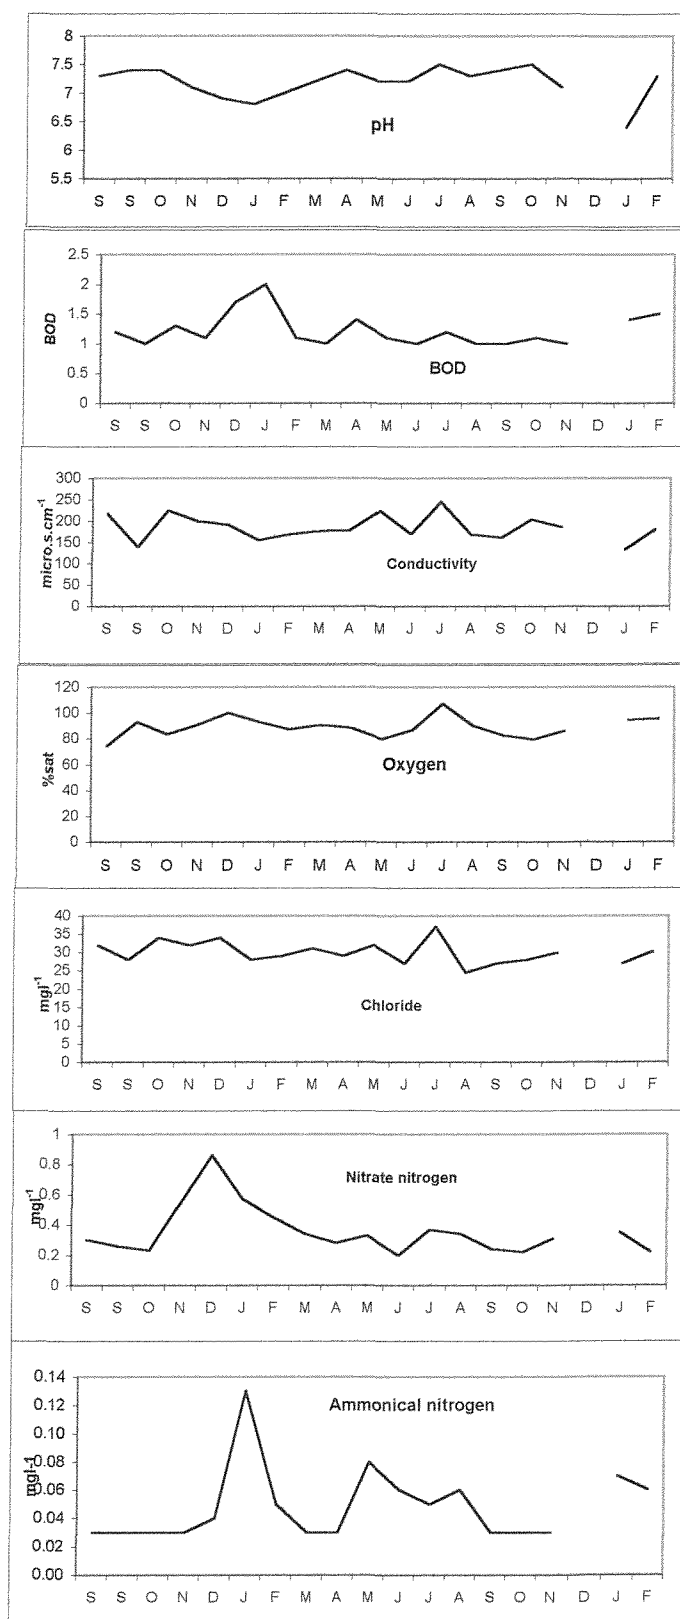 8
7.5
7
6.5
6
5.5
pH
S S O N D J F M A M J J A S O N D J F
2.5
2
1.5
1
0.5
0
BOD
BOD
S S O N D J F M A M J J A S O N D J F
300
250
200
150
100
50
0
micro.s.cm-1
Conductivity
S S O N D J F M A M J J A S O N D J F
120
100
80
60
40
20
0
%sat
Oxygen
S S O N D J F M A M J J A S O N D J F
40
35
30
25
20
15
10
5
0
mgl-1
Chloride
S S O N D J F M A M J J A S O N D J F
1
0.8
0.6
0.4
0.2
0
mgl-1
Nitrate nitrogen
S S O N D J F M A M J J A S O N D J F
0.14
0.12
0.10
0.08
0.06
0.04
0.02
0.00
mgl-1
Ammonical nitrogen
S S O N D J F M A M J J A S O N D J F